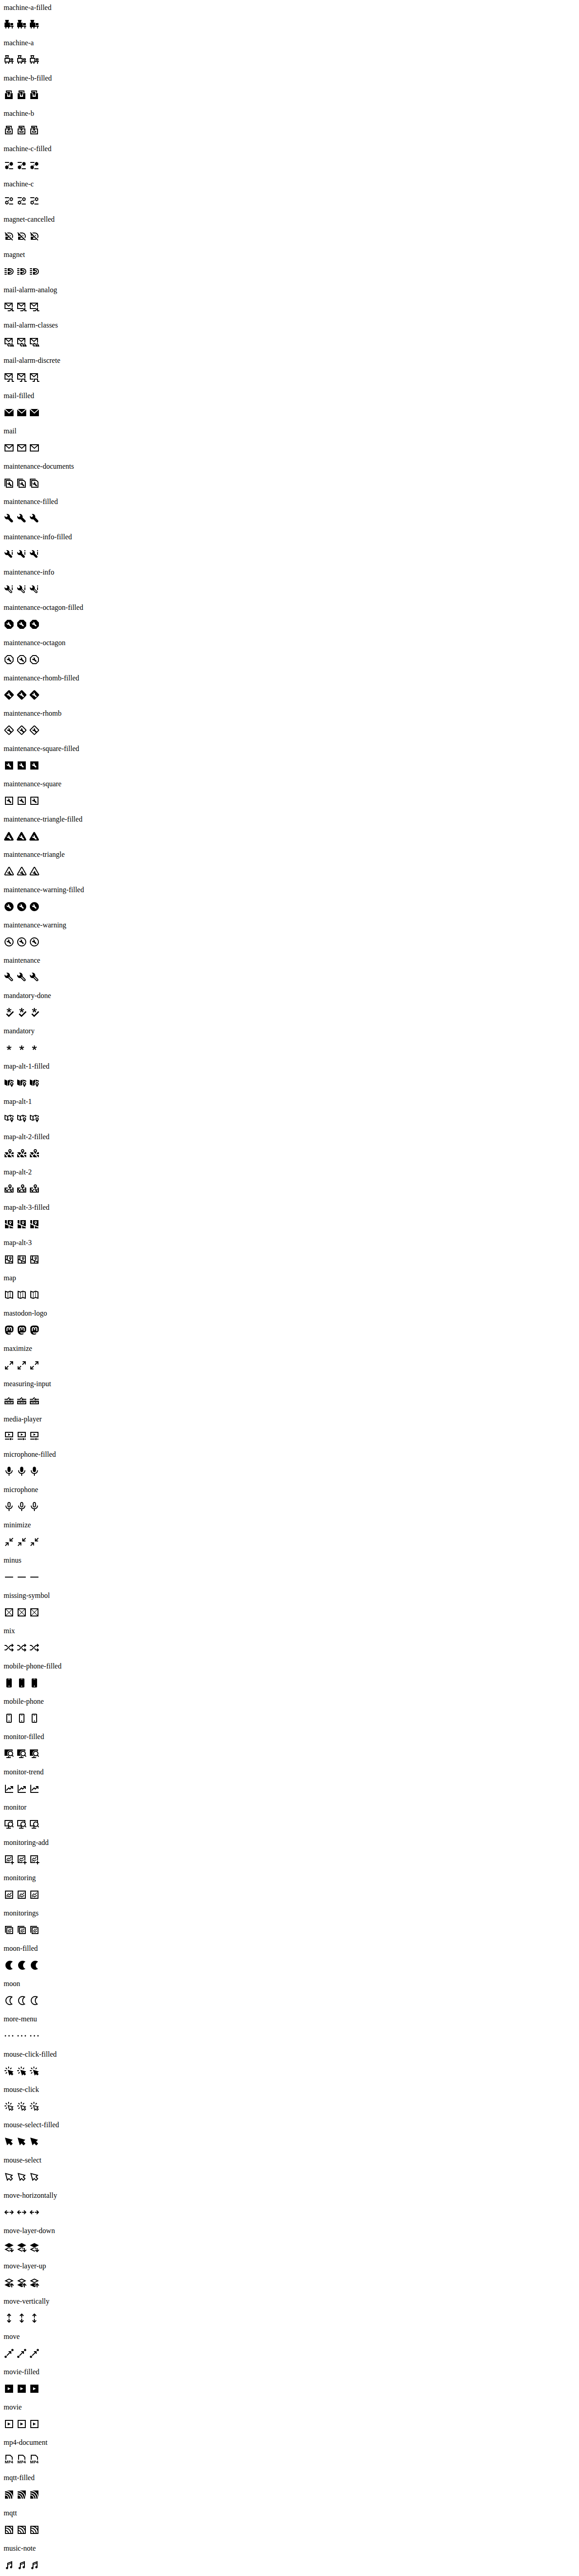 machine-a-filled
machine-a
machine-b-filled
machine-b
machine-c-filled
machine-c
magnet-cancelled
magnet
mail-alarm-analog
mail-alarm-classes
mail-alarm-discrete
mail-filled
mail
maintenance-documents
maintenance-filled
maintenance-info-filled
maintenance-info
maintenance-octagon-filled
maintenance-octagon
maintenance-rhomb-filled
maintenance-rhomb
maintenance-square-filled
maintenance-square
maintenance-triangle-filled
maintenance-triangle
maintenance-warning-filled
maintenance-warning
maintenance
mandatory-done
mandatory
map-alt-1-filled
map-alt-1
map-alt-2-filled
map-alt-2
map-alt-3-filled
map-alt-3
map
mastodon-logo
maximize
measuring-input
media-player
microphone-filled
microphone
minimize
minus
missing-symbol
mix
mobile-phone-filled
mobile-phone
monitor-filled
monitor-trend
monitor
monitoring-add
monitoring
monitorings
moon-filled
moon
more-menu
mouse-click-filled
mouse-click
mouse-select-filled
mouse-select
move-horizontally
move-layer-down
move-layer-up
move-vertically
move
movie-filled
movie
mp4-document
MP4 MP4 MP4
mqtt-filled
mqtt
music-note